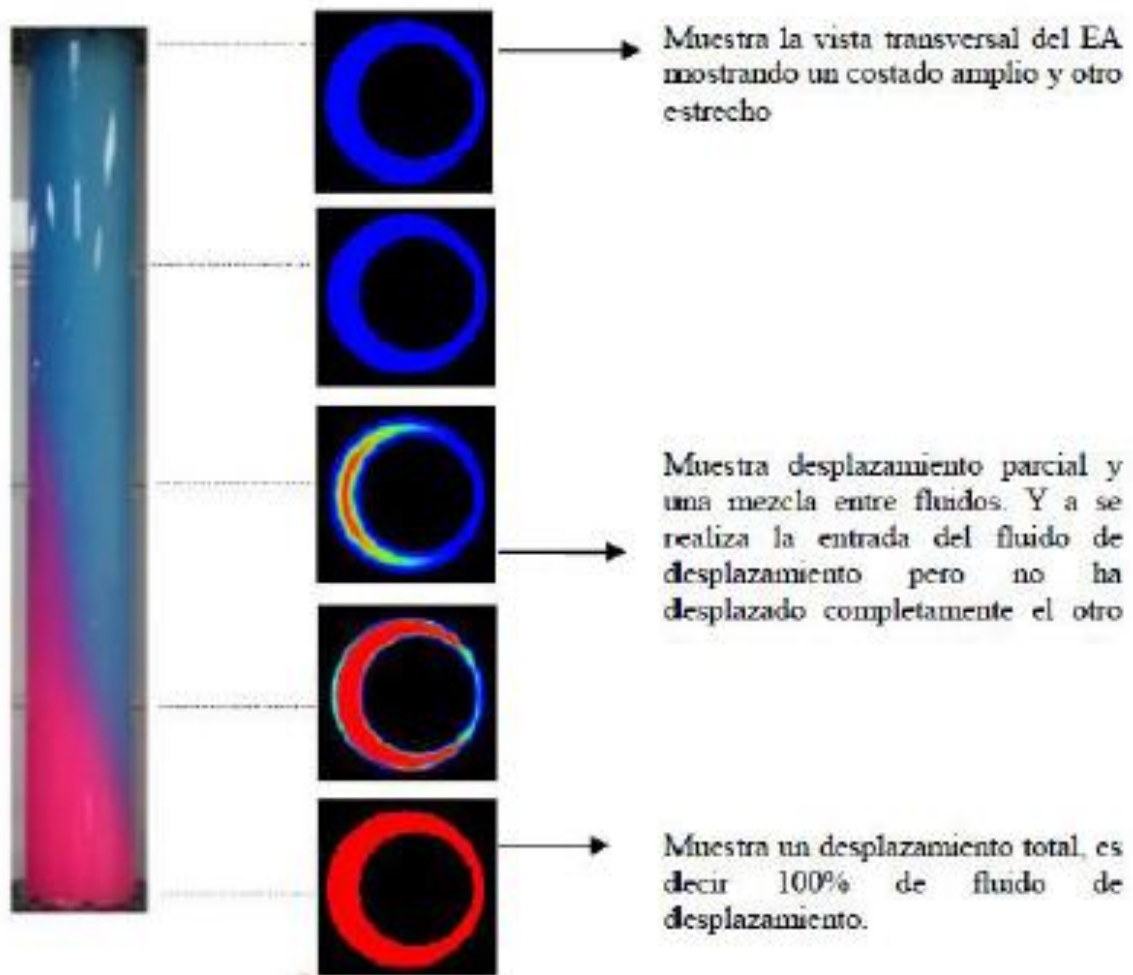 Muestra la vista transversal del EA
mostrando un costado amplio y otro
estrecho
Muestra desplazamiento parcial y
una mezcla entre fluidos. Y a se
realiza la entrada del fluido de
desplazamiento pero no ha
desplazado completamente el otro
Muestra un desplazamiento total, es
decir 100% de fluido de
desplazamiento.